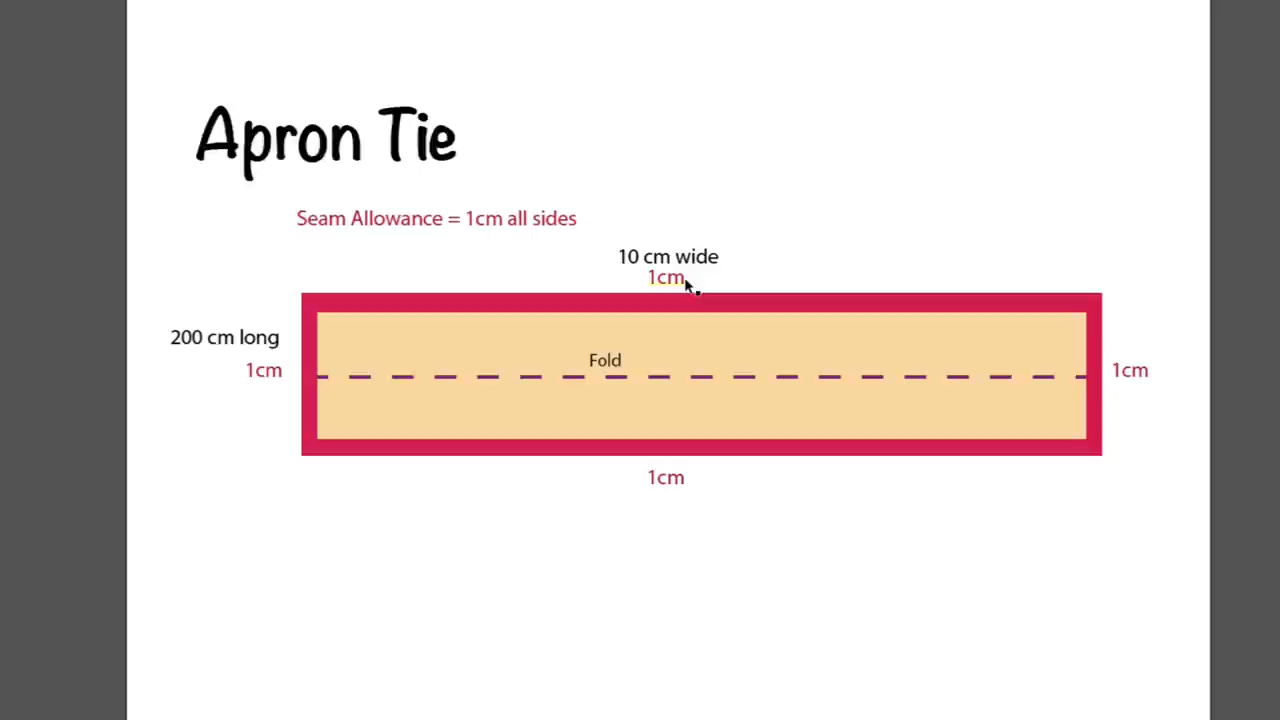 Apron Tie
Seam Allowance = 1cm all sides
10 cm wide
1cm
200 cm long
Fold
1cm
1cm
1cm